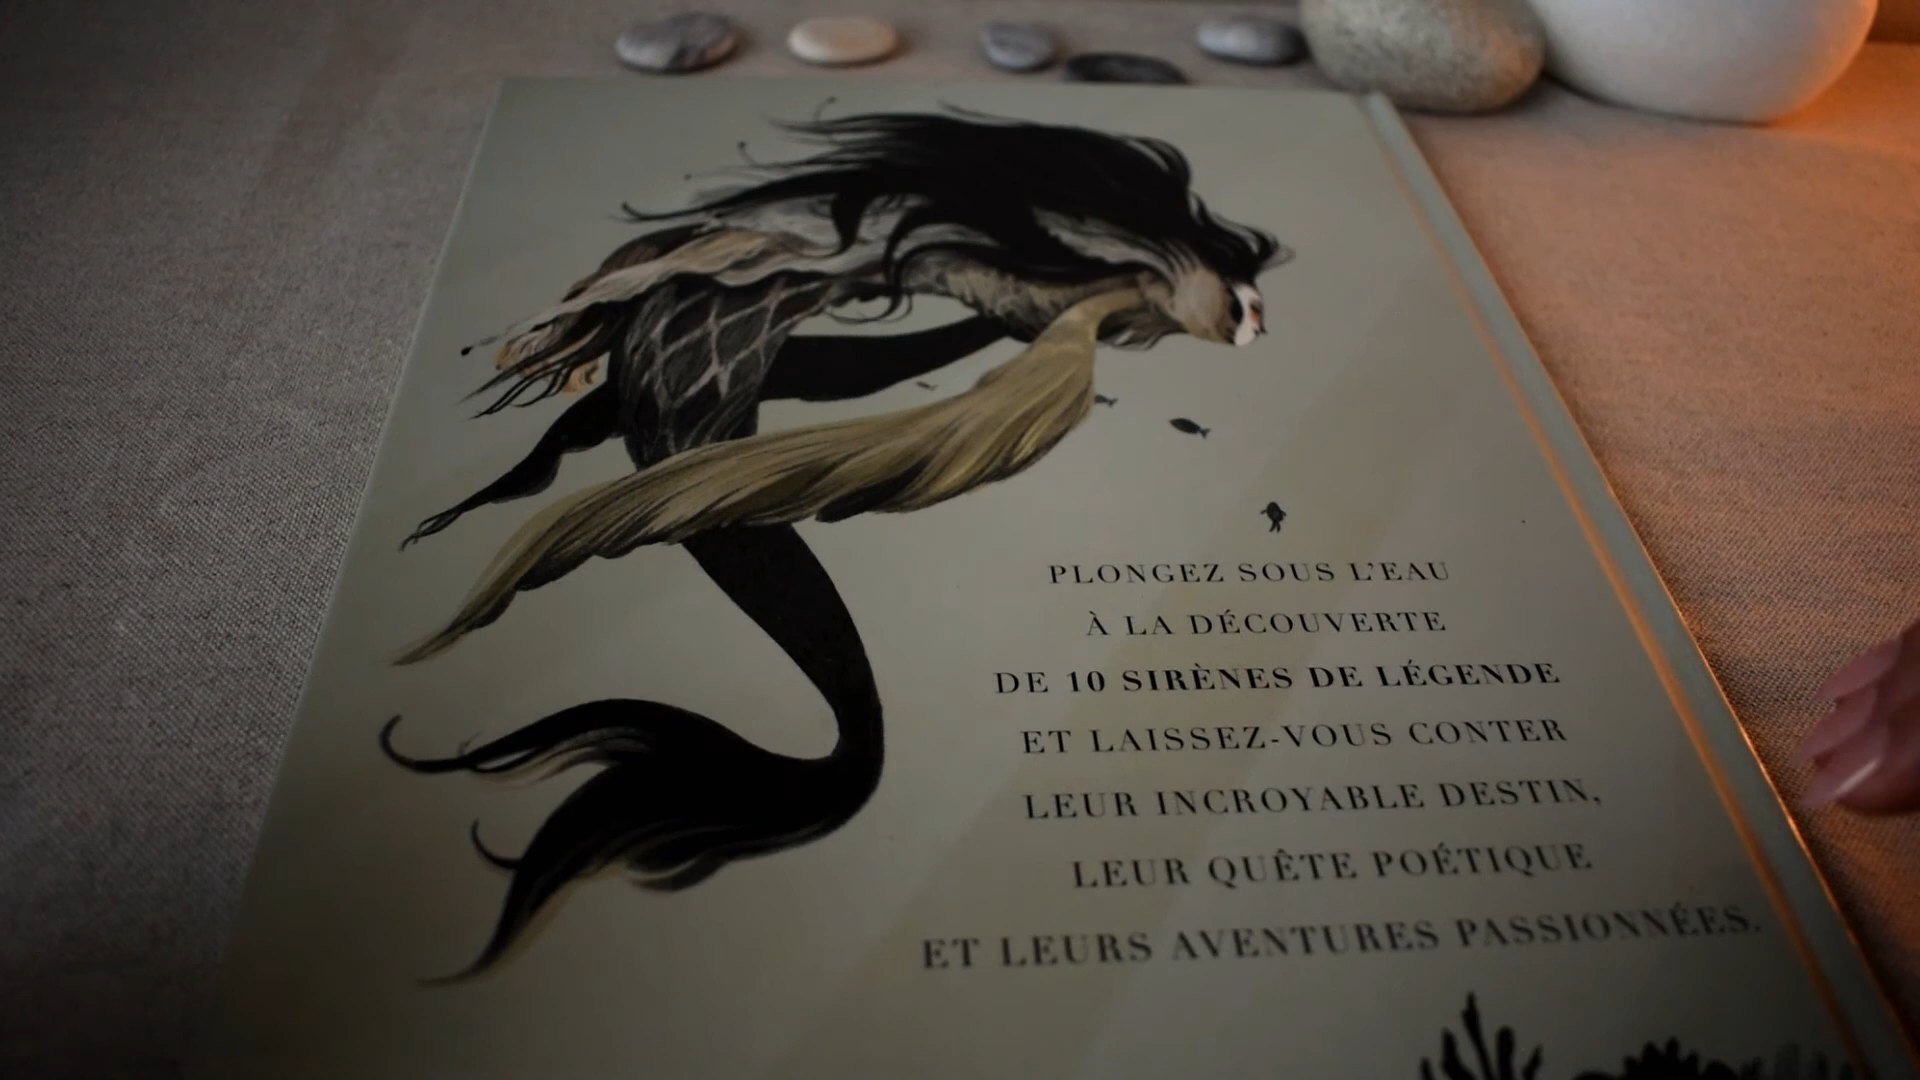 PLONGEZ SOUS L'EAU
À LA DÉCOUVERTE
DE 10 SIRÈNES DE LÉGENDE
ET LAISSEZ-VOUS CONTER
LEUR INCROYABLE DESTIN,
LEUR QUÊTE POÉTIQUE
ET LEURS AVENTURES PASSIONNÉES.